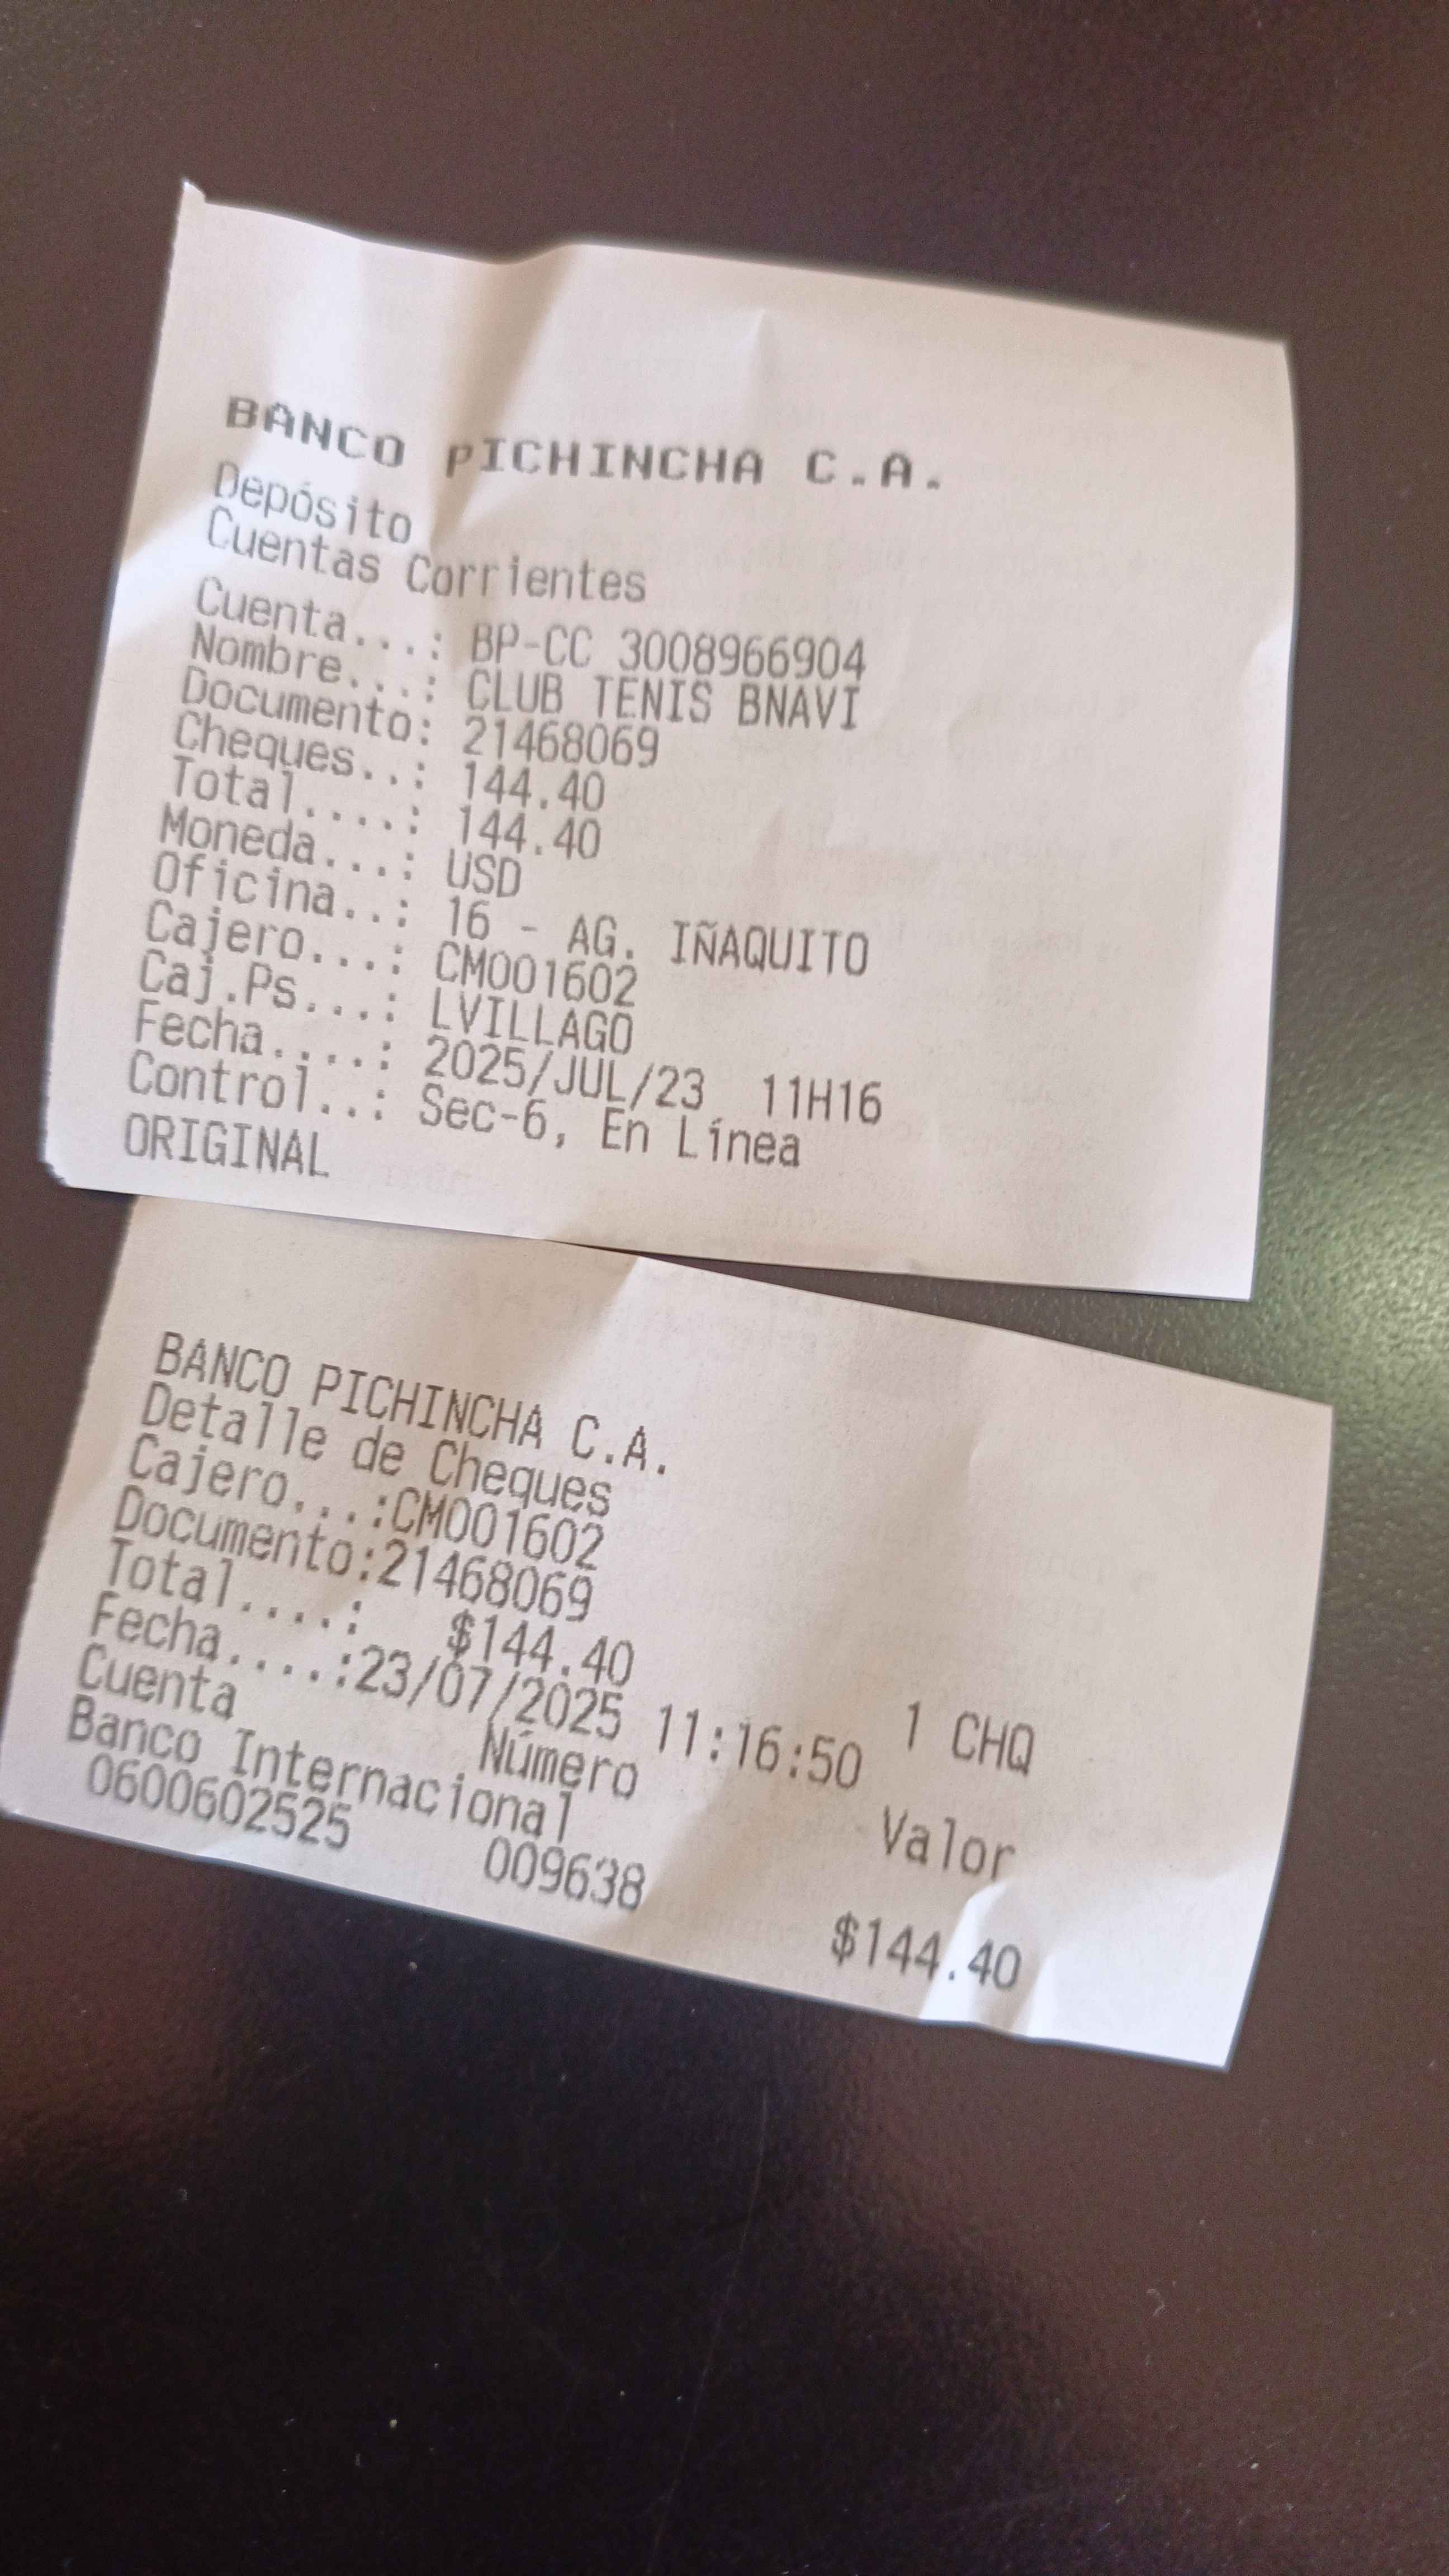 BANCO pICHINCHA C.A.
Depósito
Cuentas Corrientes
Cuenta...: BP-CC 3008966904
Nombre...: CLUB TENIS BNAVI
Documento: 21468069
Cheques..: 144.40
Total....: 144.40
Moneda...: USD
Oficina..: 16 - AG. IÑAQUITO
Cajero...: CM001602
Caj.Ps...: LVILLAGO
Fecha....: 2025/JUL/23 11H16
Control..: Sec-6, En Línea
ORIGINAL
BANCO PICHINCHA C.A.
Detalle de Cheques
Cajero...:CM001602
Documento:21468069
Total....: $144.40 1 CHQ
Fecha....:23/07/2025 11:16:50
Cuenta Número Valor
Banco Internacional
0600602525 009638 $144.40